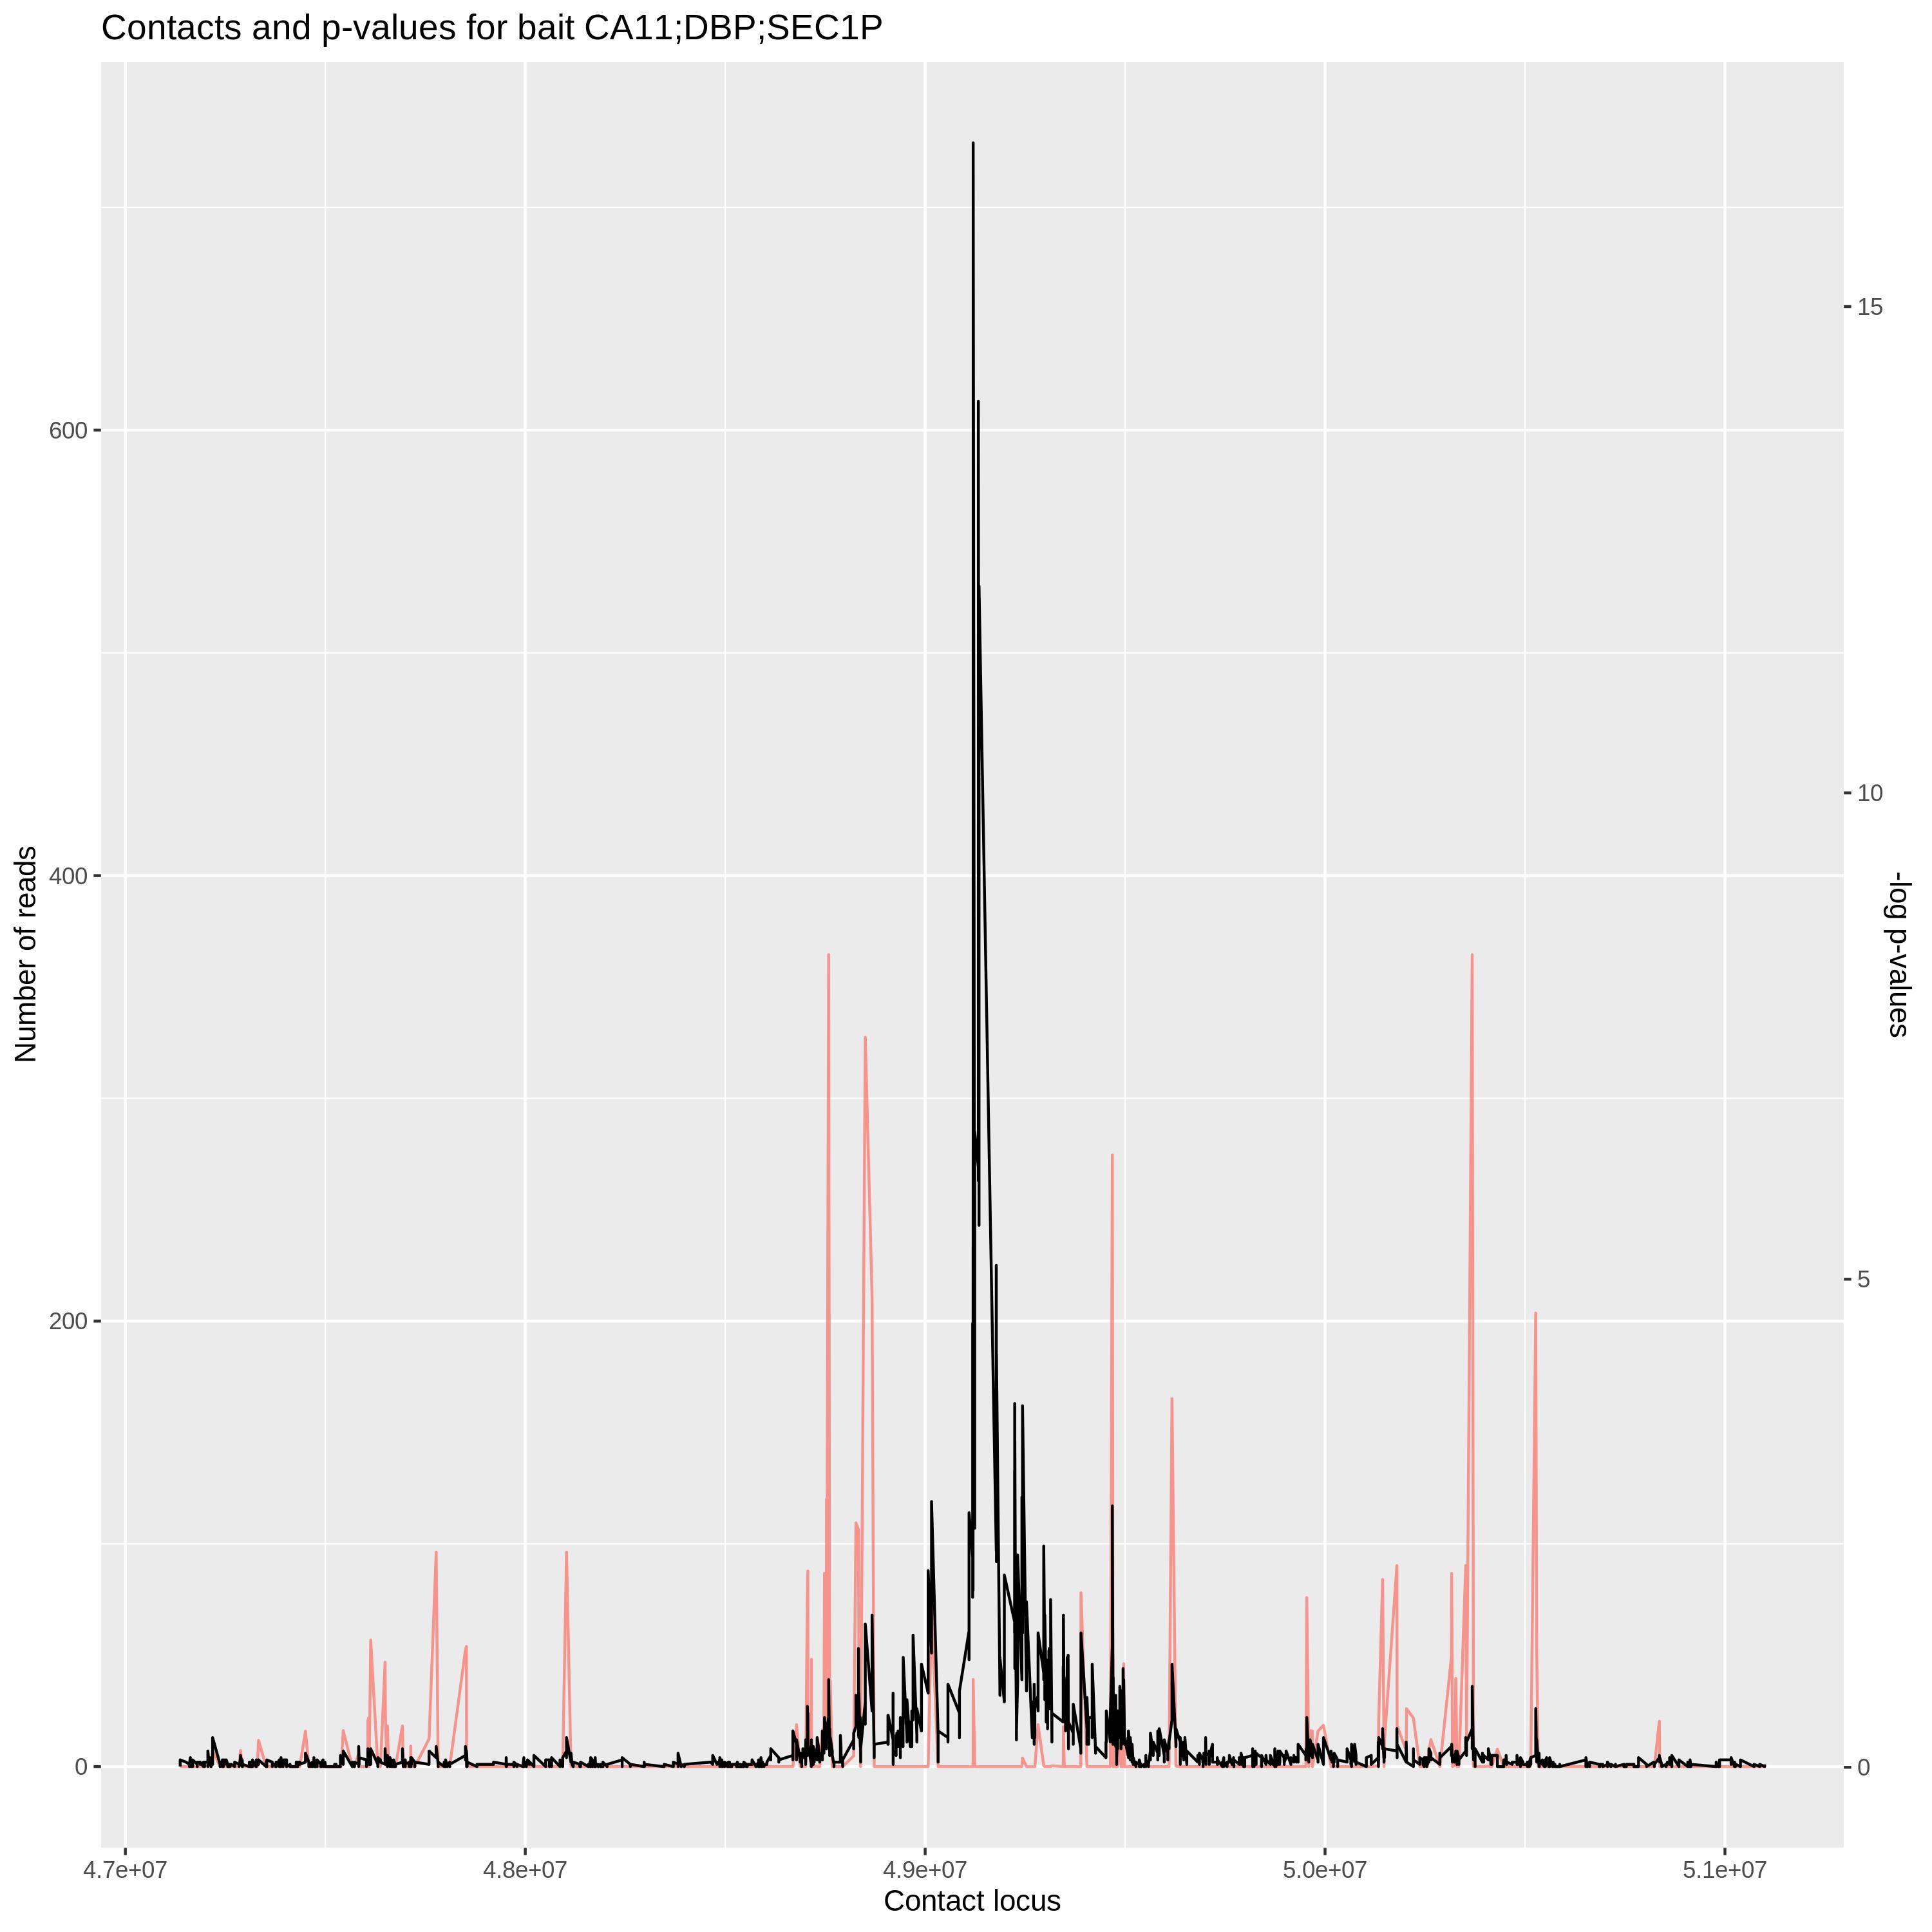 Contacts and p-values for bait CA11;DBP;SEC1P
Number of reads
600
400
200
0
15
10
5
0
-log p-values
4.7e+07
4.8e+07
4.9e+07
5.0e+07
5.1e+07
Contact locus